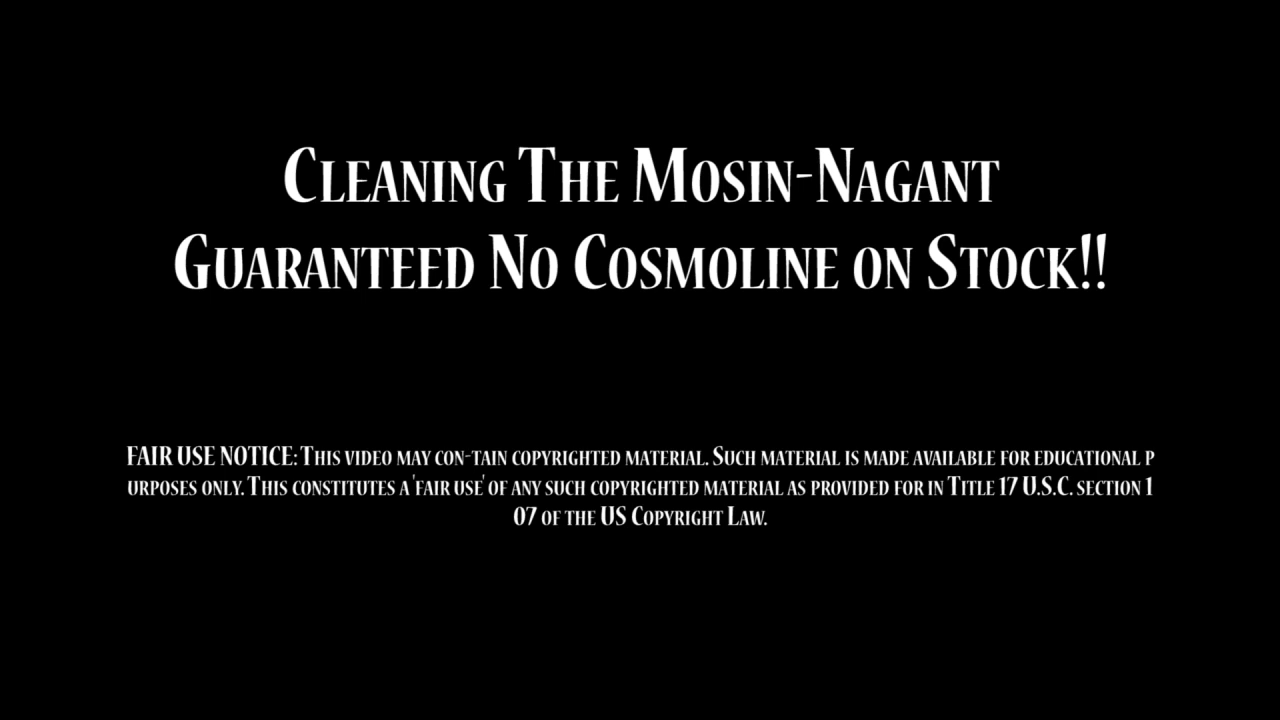 Cleaning The Mosin-Nagant
Guaranteed No Cosmoline on Stock!!
FAIR USE NOTICE: This video may con-tain copyrighted material. Such material is made available for educational p
urposes only. This constitutes a 'fair use' of any such copyrighted material as provided for in Title 17 U.S.C. section 1
07 of the US Copyright Law.